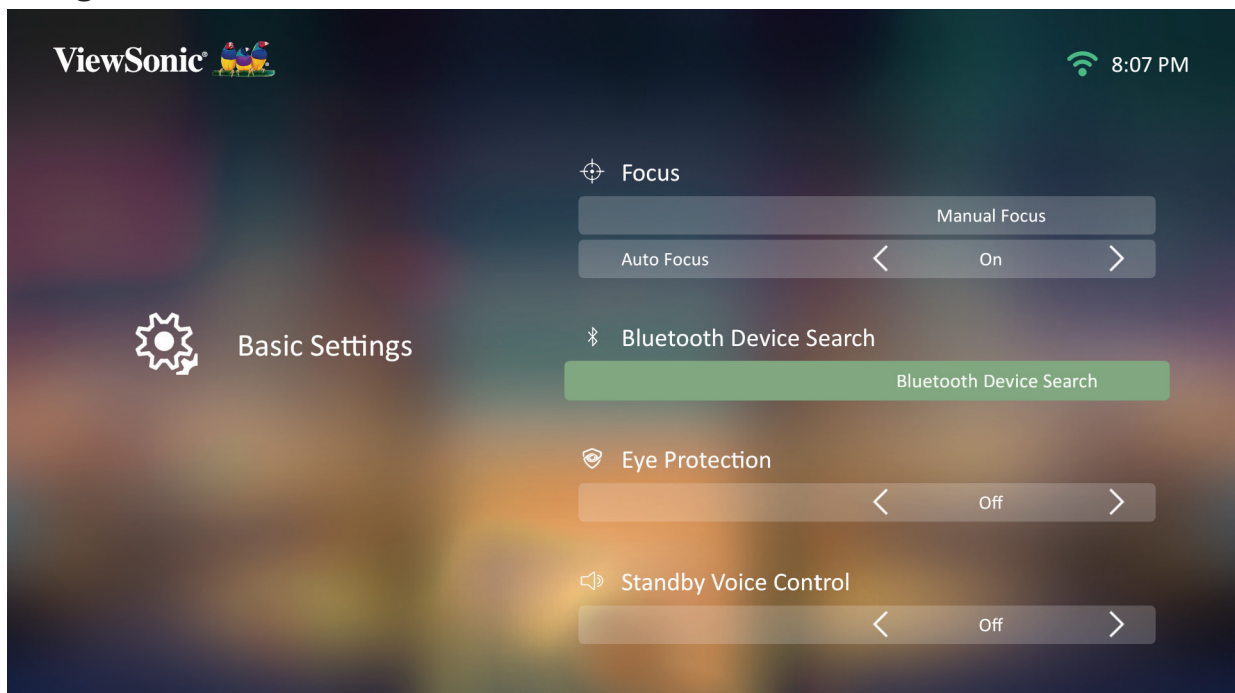 ViewSonic®
8:07 PM
Focus
Manual Focus
Auto Focus On
Basic Settings
Bluetooth Device Search
Bluetooth Device Search
Eye Protection
Off
Standby Voice Control
Off